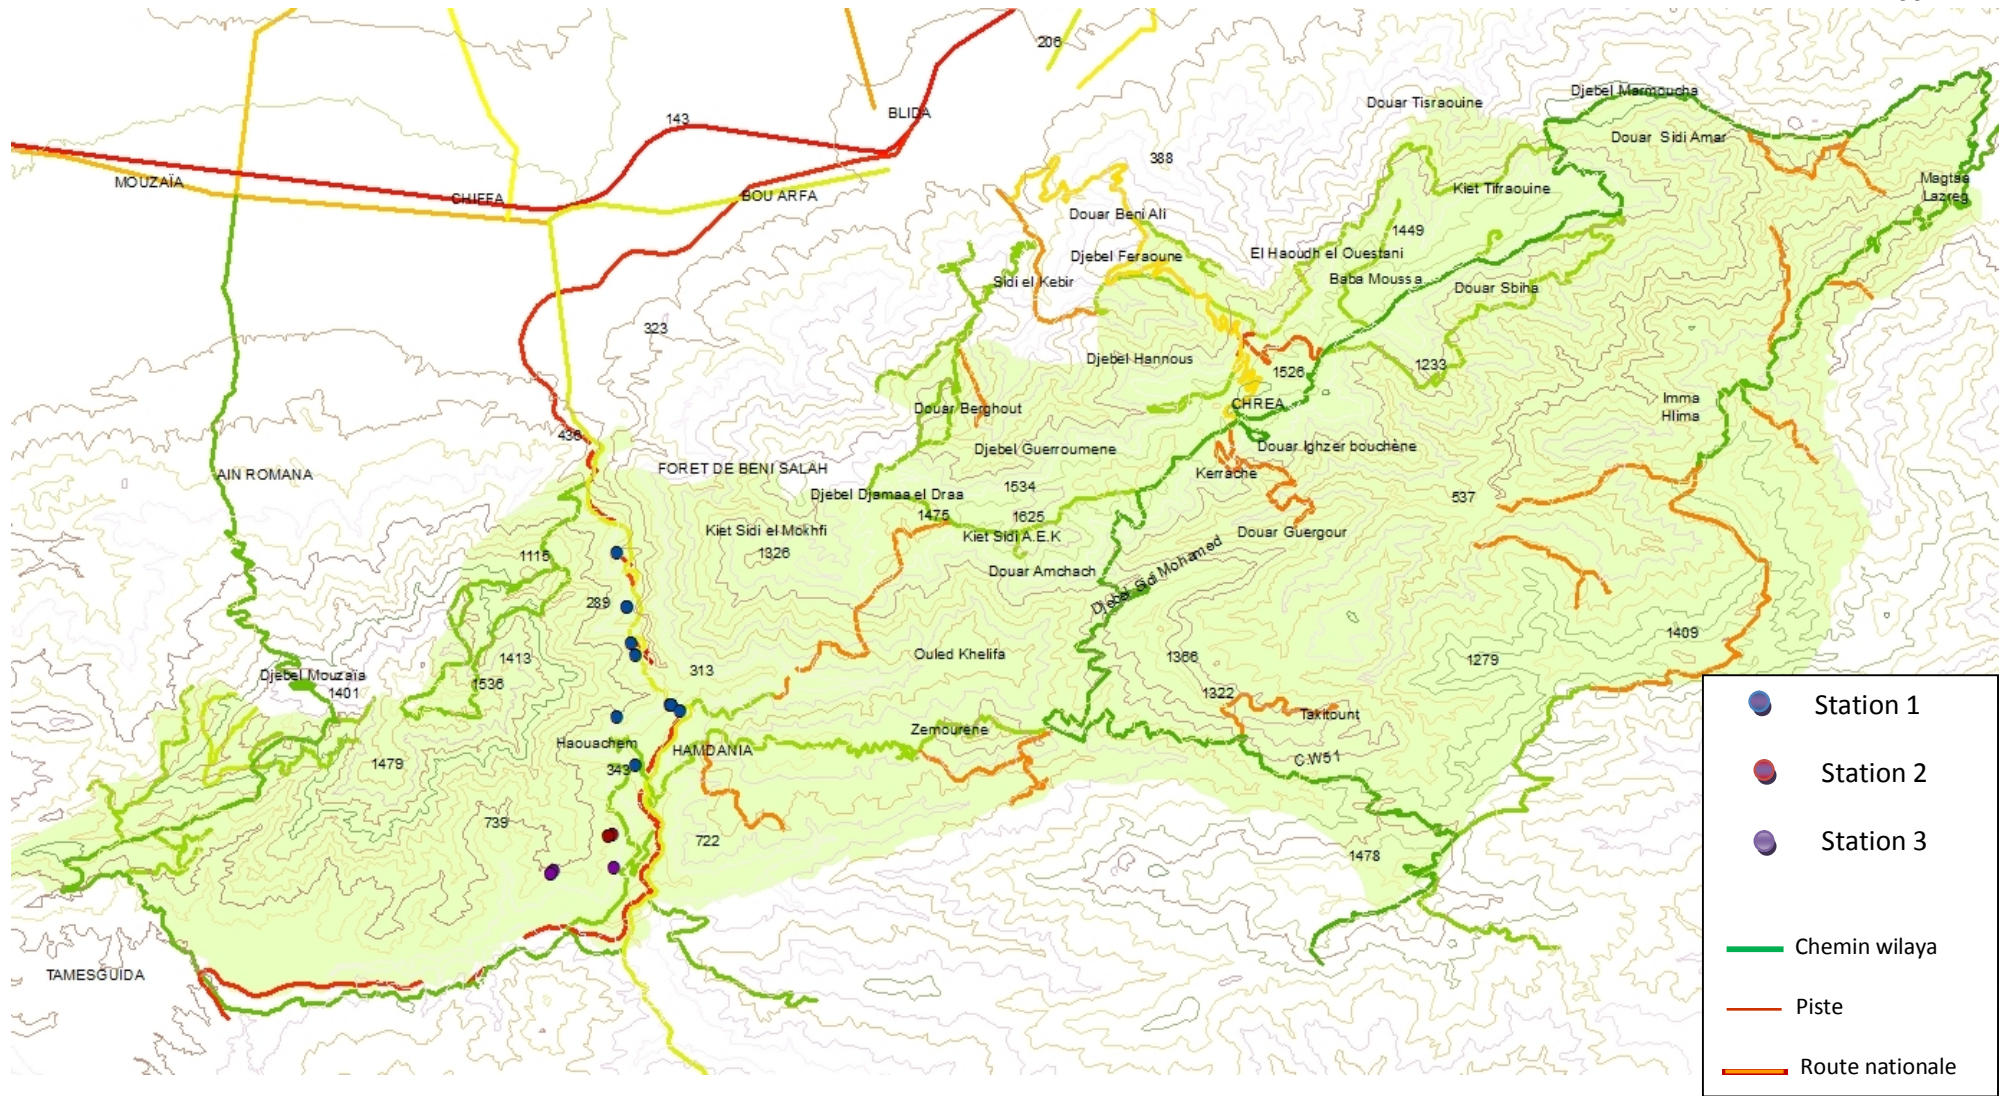 206
Djebel Marmoucha
Douar Tisraouine
BLIDA
143
Douar Sidi Amar
388
MOUZAÏA
CHIFFA
BOU ARFA
Kiet Tifraouine
Magtaa
Lazreg
Douar Beni Ali
1449
Djebel Feraoune
El Haoudh el Ouestani
Sidi el Kebir
Baba Moussa
Douar Sbiha
323
Djebel Hannous
1526
1233
Douar Berghout
CHREA
Imma
Hlima
436
Djebel Guerroumene
Douar Ighzer bouchène
AIN ROMANA
FORET DE BENI SALAH
Kerrache
Djebel Djamaa el Draa
1534
537
1475
1625
Kiet Sidi el Mokhfi
Kiet Sidi A.E.K
Douar Guergour
1326
1115
Douar Amchach
Djebel Sidi Mohamed
289
1409
1413
313
Ouled Khelifa
1366
1279
Djebel Mouzaïa
1401
1536
1322
Takitount
Station 1
Haouachem
HAMDANIA
Zemourene
C.W51
1479
343
Station 2
739
722
1478
Station 3
Chemin wilaya
TAMESGUIDA
Piste
Route nationale